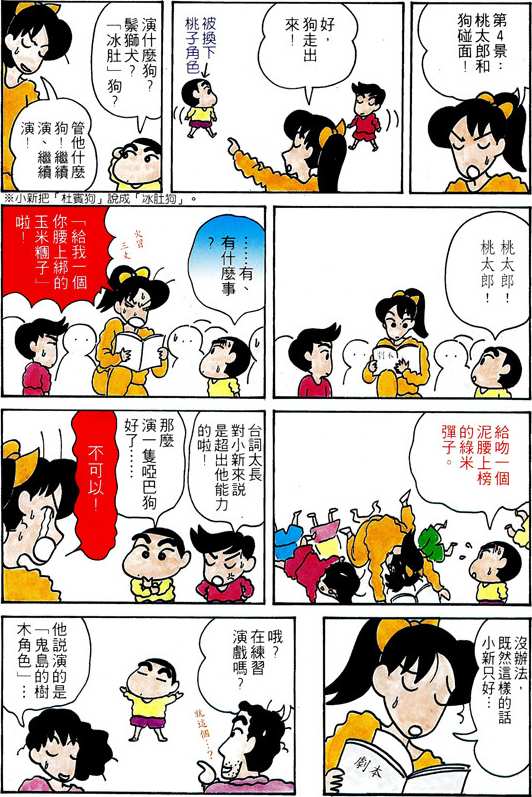 第4景：
桃太郎和
狗碰面！
好，
狗走出
來！
被換下
桃子角色
演什麼狗？
鬃獅犬？
「冰肚」狗？
管他什麼
狗！繼續
演、繼續
演！
※小新把「杜賓狗」說成「冰肚狗」。
桃太郎！
桃太郎！
劇本
……有、
有什麼事
？
「給我一個
你腰上綁的
玉米糰子」
啦！
給吻一個
泥腰上榜
的綠米
彈子。
台詞太長
對小新來說
是超出他能力
的啦！
那麼
演一隻啞巴狗
好了……
不可以！
沒辦法，
既然這樣的話
小新只好…
劇本
哦？
在練習
演戲嗎？
就這個…？
他說演的是
「鬼島的樹
木角色」…